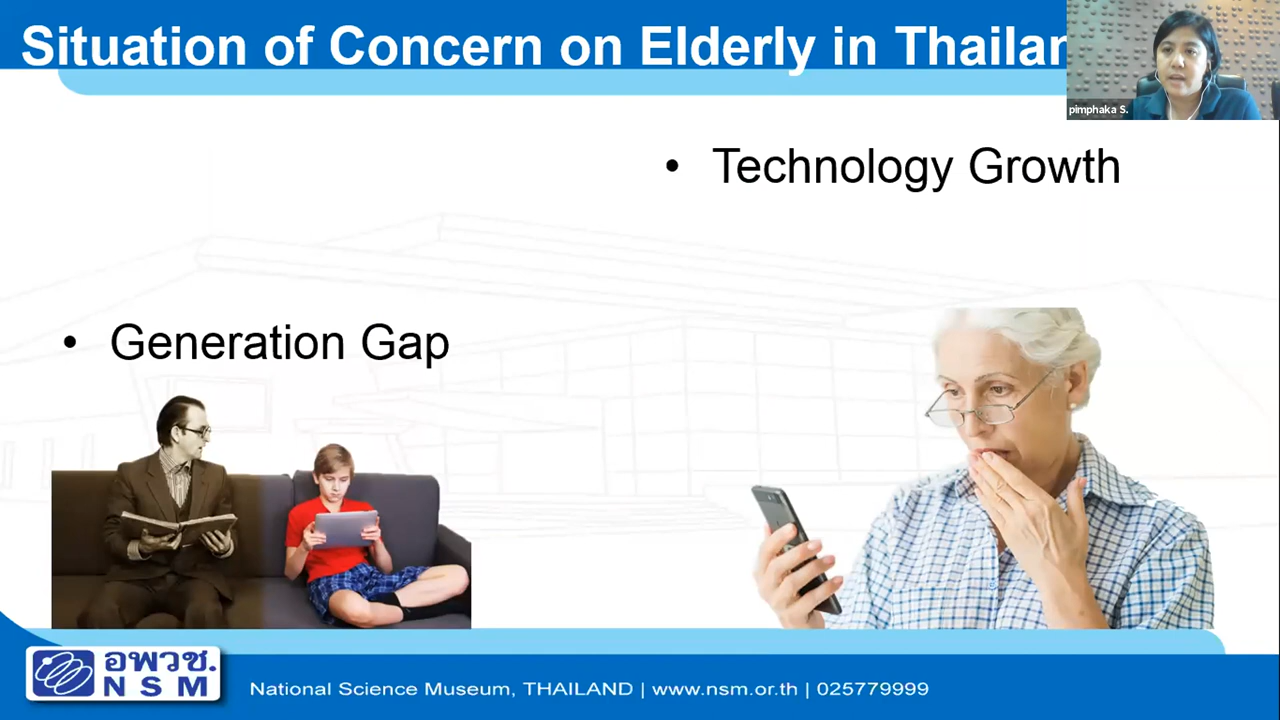 Situation of Concern on Elderly in Thailan
pimphaka S.
• Technology Growth
• Generation Gap
อพวช.
NSM
National Science Museum, THAILAND | www.nsm.or.th | 025779999